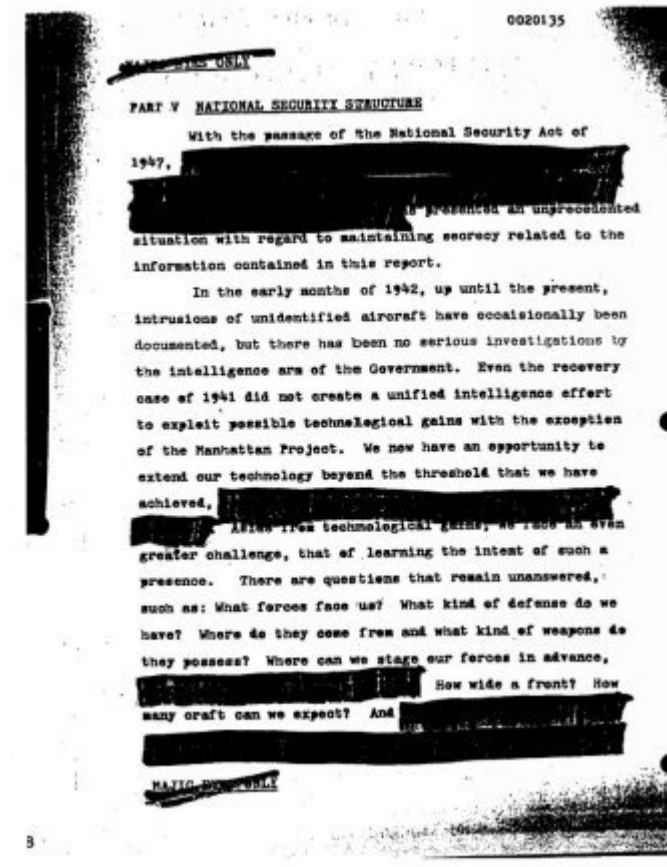 0020135
EYES ONLY
PART V NATIONAL SECURITY STRUCTURE
With the passage of the National Security Act of
1947,
presented an unprecedented
situation with regard to maintaining secrecy related to the
information contained in this report.
In the early months of 1942, up until the present,
intrusions of unidentified aircraft have occaisionally been
documented, but there has been no serious investigations by
the intelligence arm of the Government. Even the recovery
case of 1941 did not create a unified intelligence effort
to exploit possible technological gains with the exception
of the Manhattan Project. We now have an opportunity to
extend our technology beyond the threshold that we have
achieved,
Aside from technological gains, we face an even
greater challenge, that of learning the intent of such a
presence. There are questions that remain unanswered,
such as: What forces face us? What kind of defense do we
have? Where do they come from and what kind of weapons do
they possess? Where can we stage our forces in advance,
How wide a front? How
many craft can we expect? And
MAJIC EYES ONLY
8